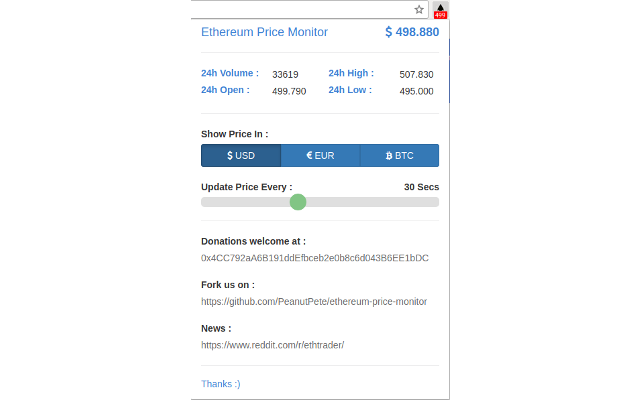 499
Ethereum Price Monitor $ 498.880
24h Volume : 33619 24h High : 507.830
24h Open : 499.790 24h Low : 495.000
Show Price In :
$ USD € EUR ₿ BTC
Update Price Every : 30 Secs
Donations welcome at :
0x4CC792aA6B191ddEfbceb2e0b8c6d043B6EE1bDC
Fork us on :
https://github.com/PeanutPete/ethereum-price-monitor
News :
https://www.reddit.com/r/ethtrader/
Thanks :)